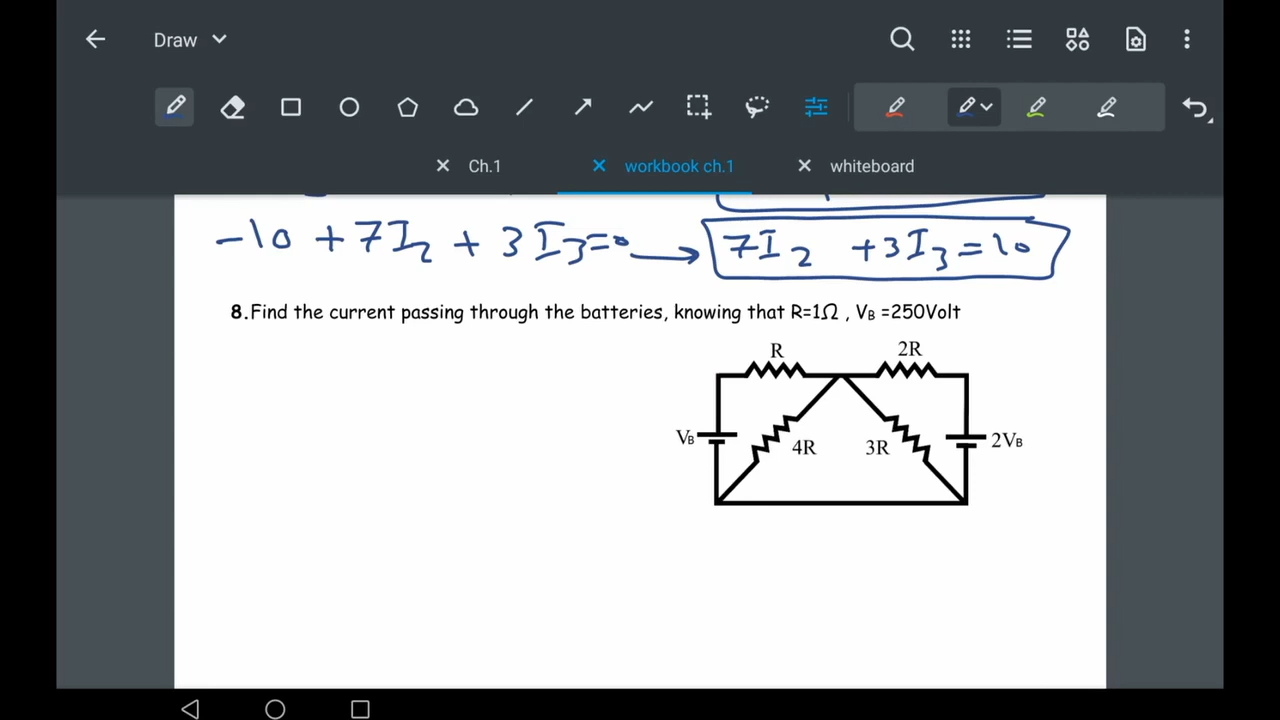 Draw
Ch.1
workbook ch.1
whiteboard
-10 + 7I₂ + 3I₃=0 → 7I₂ +3I₃=10
8.Find the current passing through the batteries, knowing that R=1Ω , VB =250Volt
R
2R
VB
4R
3R
2VB